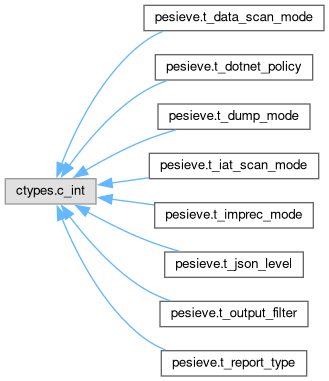 pesieve.t_data_scan_mode
pesieve.t_dotnet_policy
pesieve.t_dump_mode
pesieve.t_iat_scan_mode
ctypes.c_int
pesieve.t_imprec_mode
pesieve.t_json_level
pesieve.t_output_filter
pesieve.t_report_type